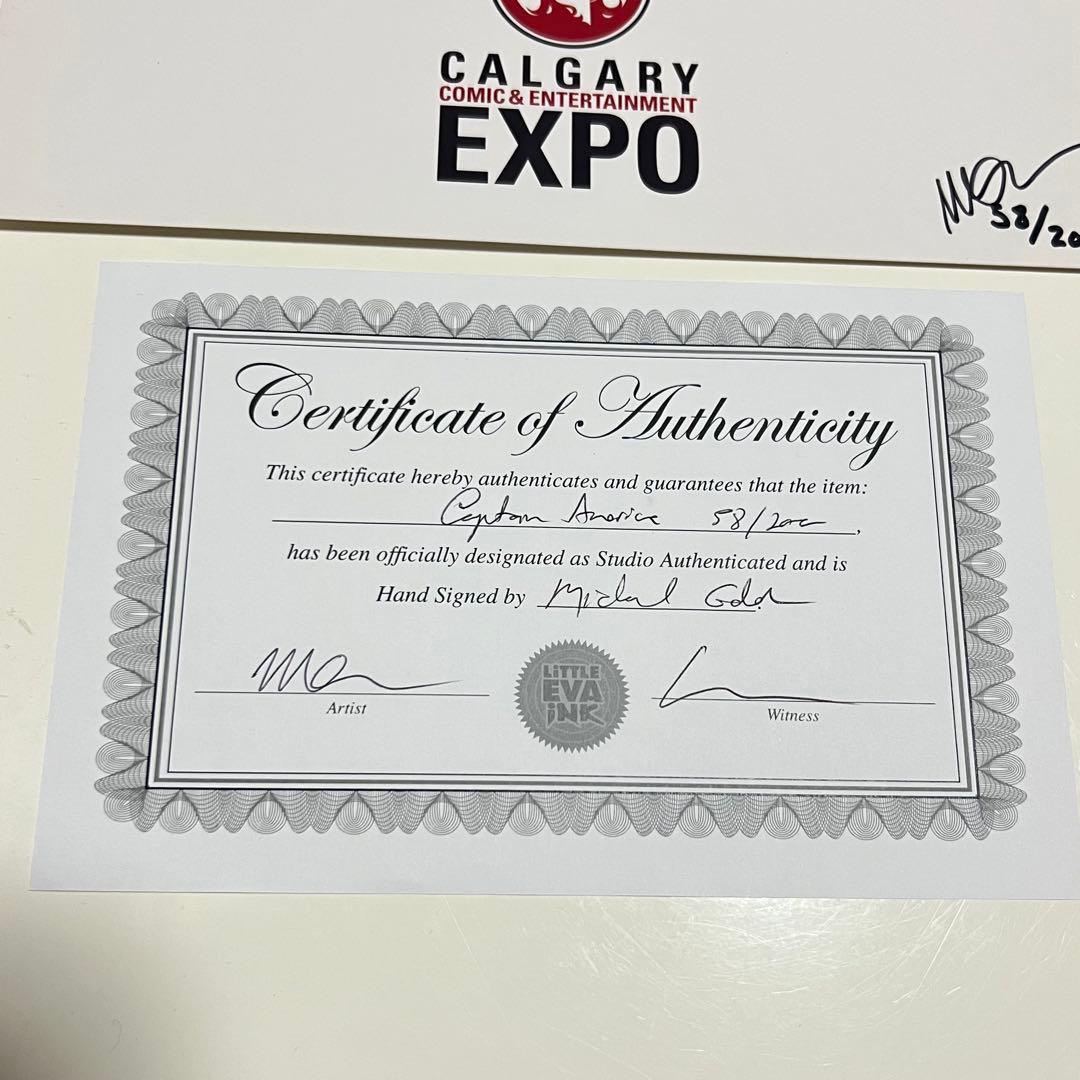 CALGARY
COMIC & ENTERTAINMENT
EXPO
58/20
Certificate of Authenticity
This certificate hereby authenticates and guarantees that the item:
Captain America 58/200,
has been officially designated as Studio Authenticated and is
Hand Signed by Michael Golden
Artist
LiTTLE
EVA
iNK
Witness